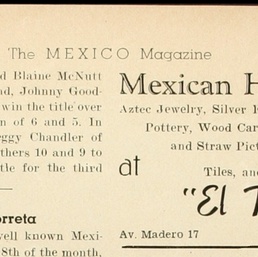 The MEXICO Magazine
d Blaine McNutt
d, Johnny Good-
win the title over
n of 6 and 5. In
ggy Chandler of
thers 10 and 9 to
tle for the third
rreta
ell known Mexi-
8th of the month,
Mexican H
Aztec Jewelry, Silver
Pottery, Wood Car
and Straw Pict
at
Tiles, and
"El T
Av. Madero 17